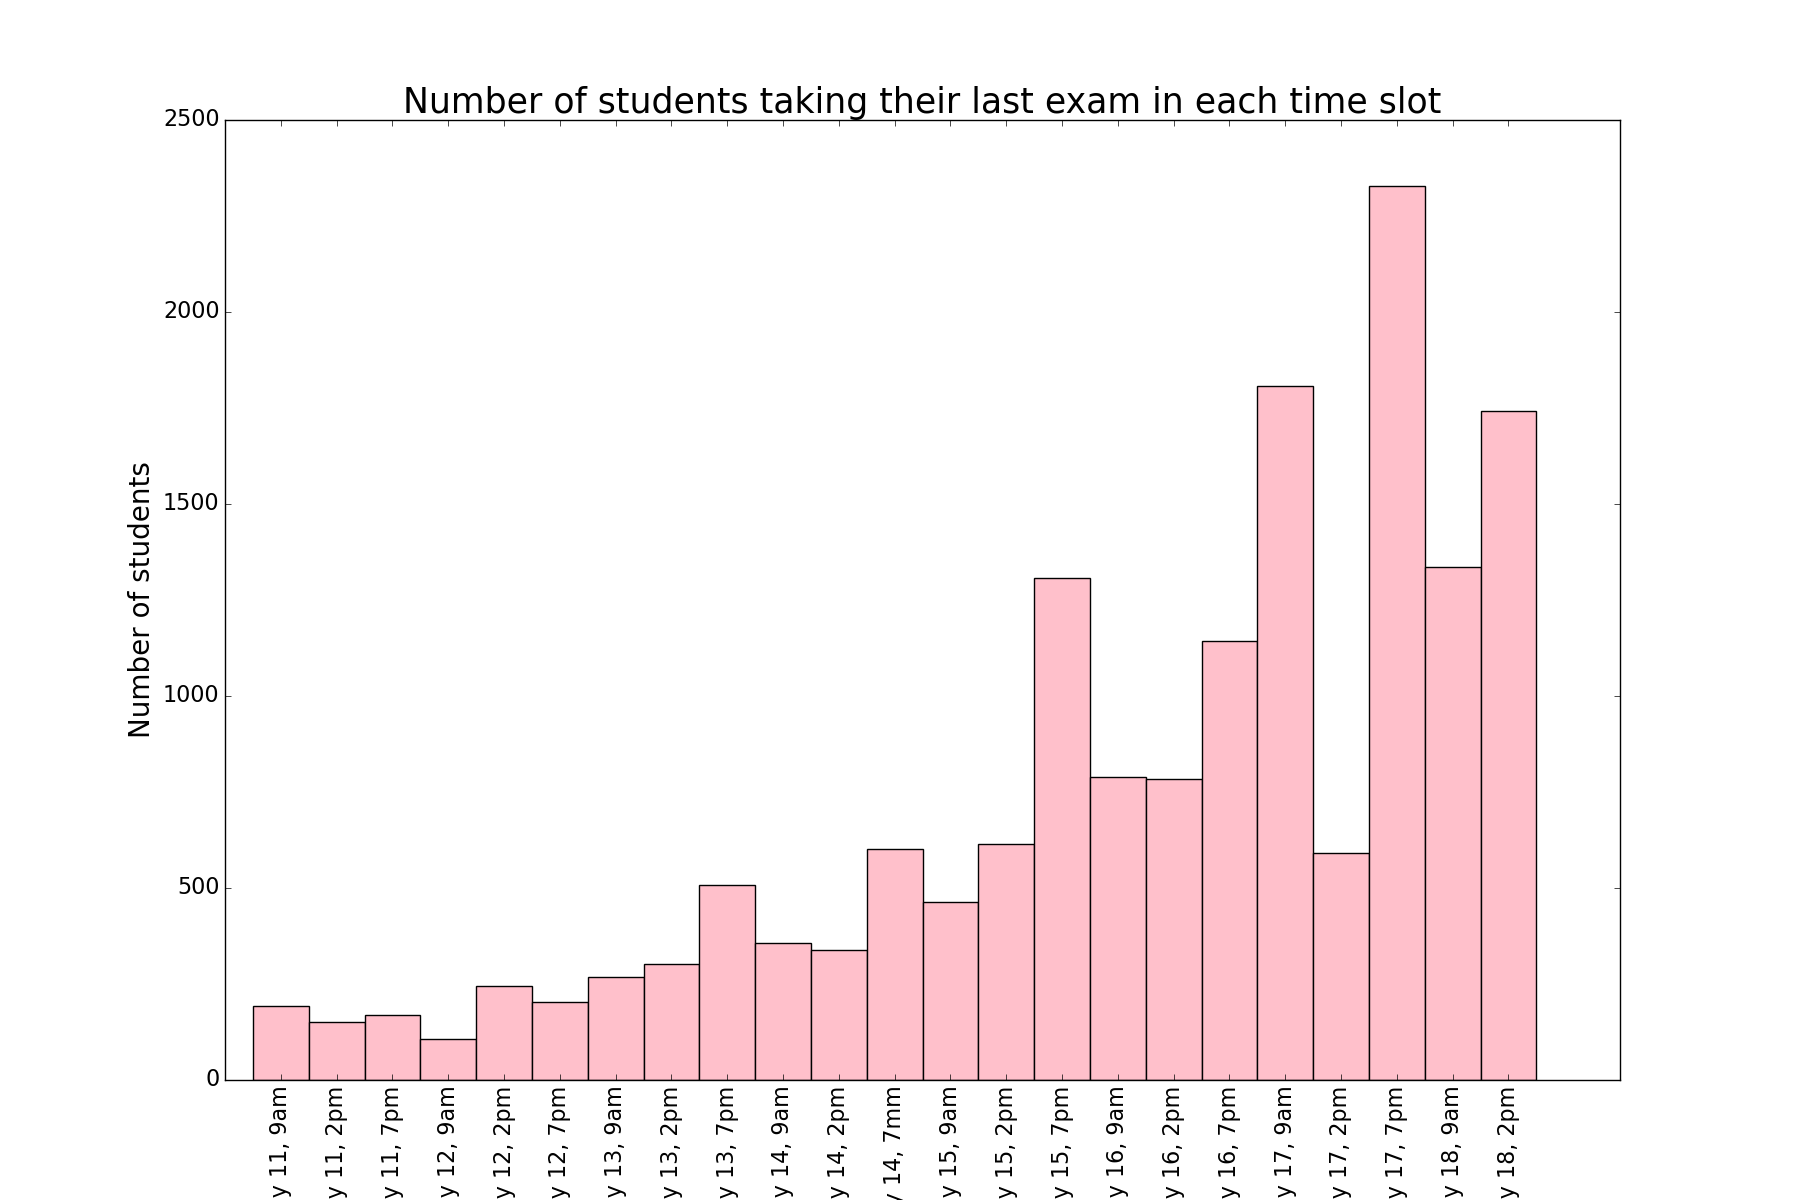 Number of students taking their last exam in each time slot
2500
2000
1500
1000
500
0
Number of students
y 11, 9am
y 11, 2pm
y 11, 7pm
y 12, 9am
y 12, 2pm
y 12, 7pm
y 13, 9am
y 13, 2pm
y 13, 7pm
y 14, 9am
y 14, 2pm
y 14, 7mm
y 15, 9am
y 15, 2pm
y 15, 7pm
y 16, 9am
y 16, 2pm
y 16, 7pm
y 17, 9am
y 17, 2pm
y 17, 7pm
y 18, 9am
y 18, 2pm